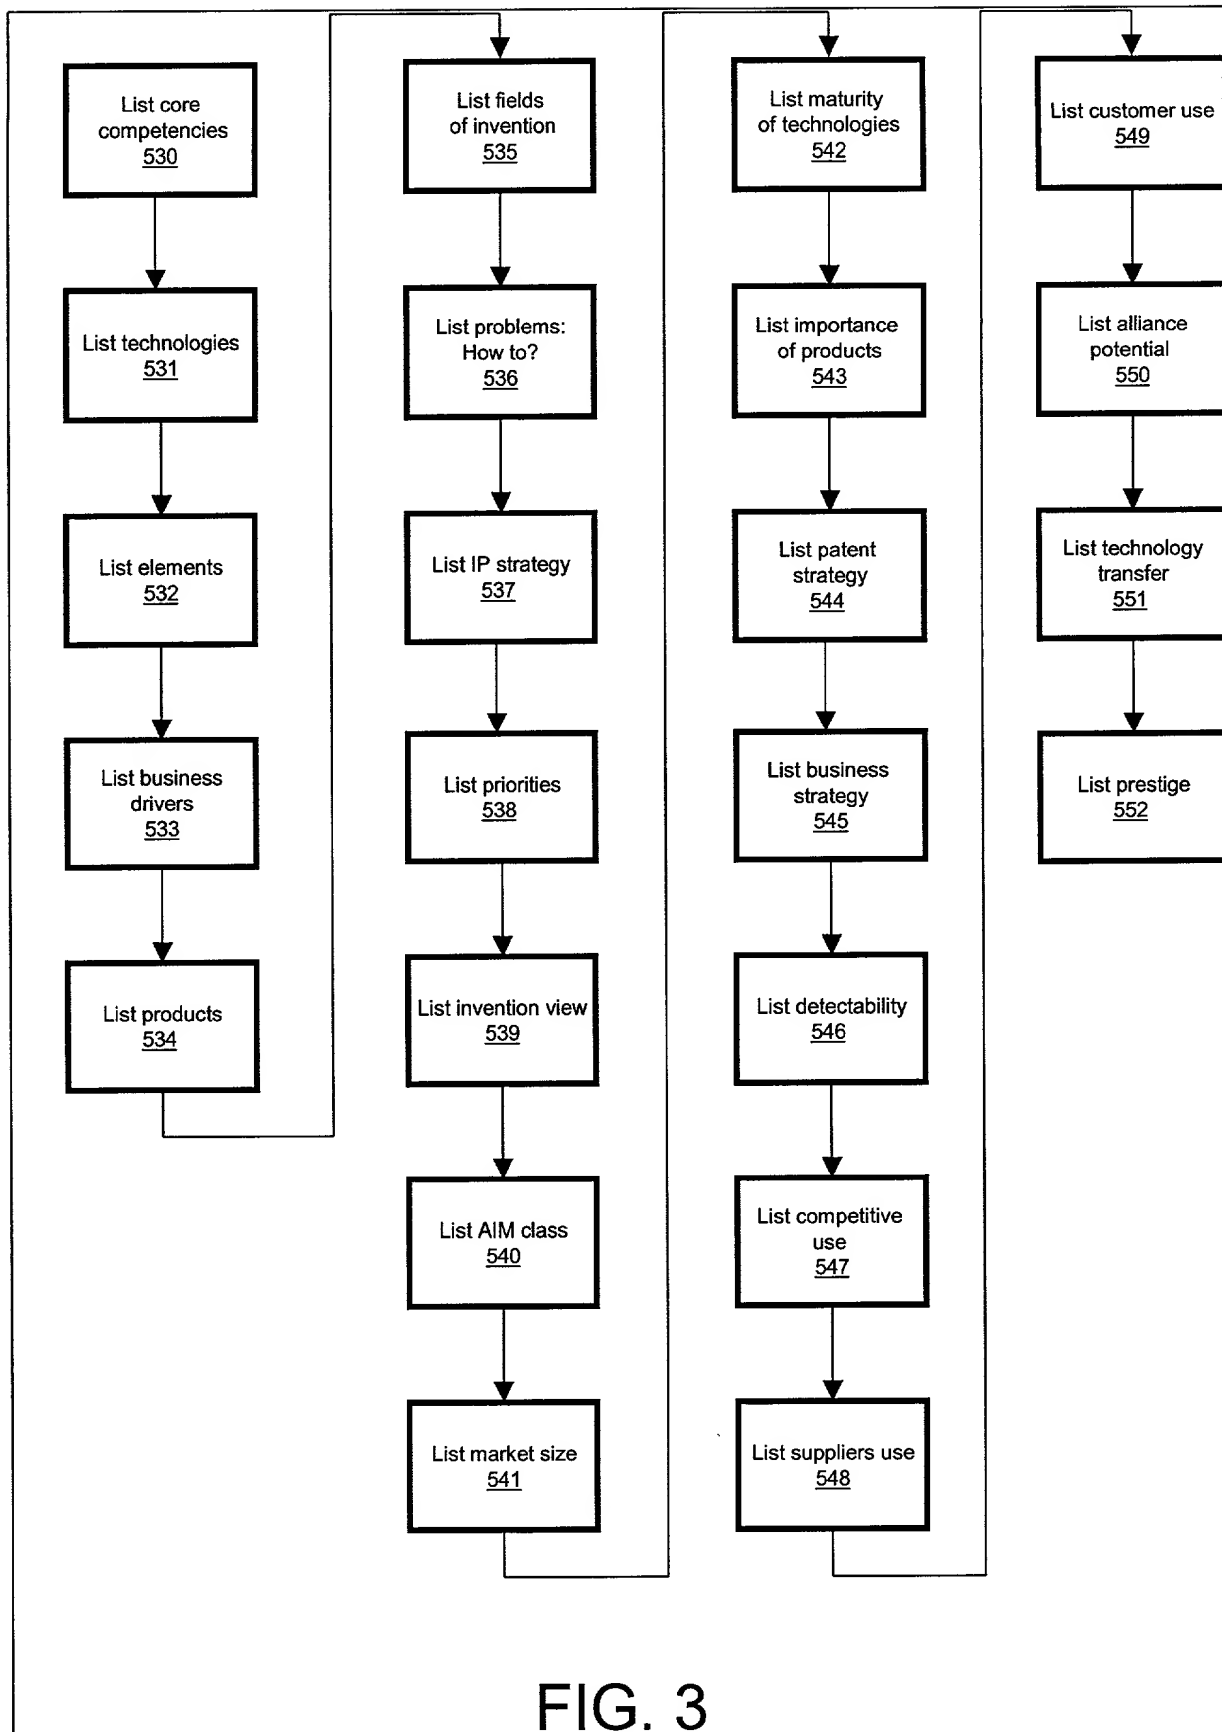 List core
competencies
530
List technologies
531
List elements
532
List business
drivers
533
List products
534
List fields
of invention
535
List problems:
How to?
536
List IP strategy
537
List priorities
538
List invention view
539
List AIM class
540
List market size
541
List maturity
of technologies
542
List importance
of products
543
List patent
strategy
544
List business
strategy
545
List detectability
546
List competitive
use
547
List suppliers use
548
List customer use
549
List alliance
potential
550
List technology
transfer
551
List prestige
552
FIG. 3